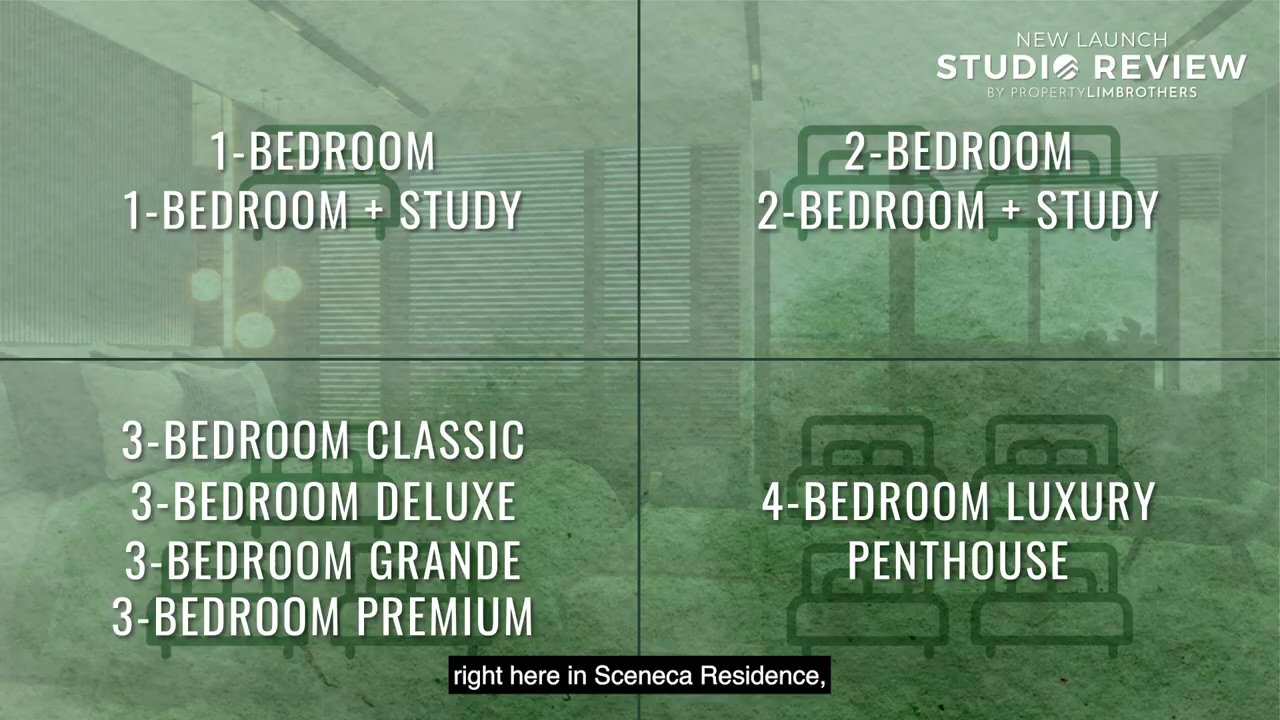 NEW LAUNCH
STUDIO REVIEW
BY PROPERTYLIMBROTHERS
1-BEDROOM
1-BEDROOM + STUDY
2-BEDROOM
2-BEDROOM + STUDY
3-BEDROOM CLASSIC
3-BEDROOM DELUXE
3-BEDROOM GRANDE
3-BEDROOM PREMIUM
4-BEDROOM LUXURY
PENTHOUSE
right here in Sceneca Residence,